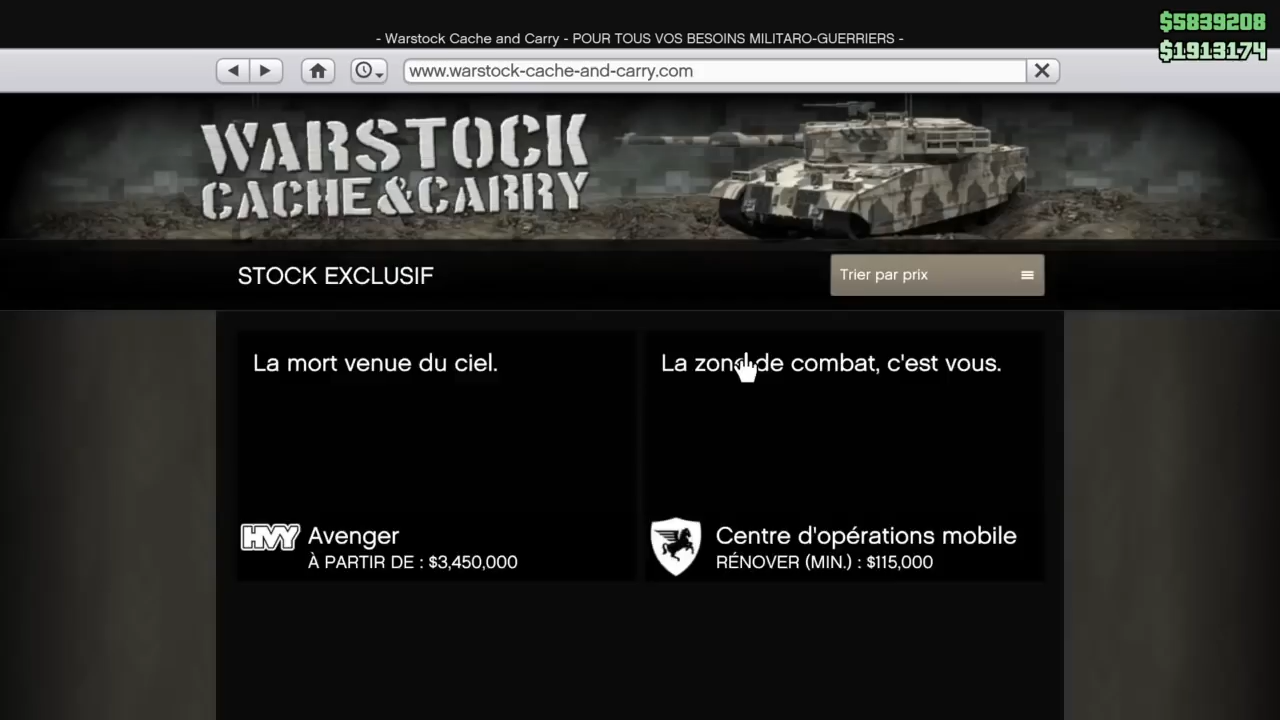 $5839208
- Warstock Cache and Carry - POUR TOUS VOS BESOINS MILITARO-GUERRIERS -
$1913174
www.warstock-cache-and-carry.com
WARSTOCK
CACHE&CARRY
STOCK EXCLUSIF
Trier par prix
La mort venue du ciel.
La zone de combat, c'est vous.
HVY
Avenger
À PARTIR DE : $3,450,000
Centre d'opérations mobile
RÉNOVER (MIN.) : $115,000